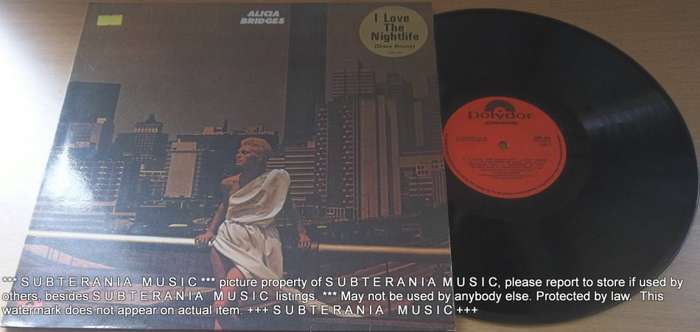 ALICIA
BRIDGES
I Love
The
Nightlife
(Disco Round)
Polydor
*** S U B T E R A N I A   M U S I C *** picture property of S U B T E R A N I A M U S I C, please report to store if used by
others, besides S U B T E R A N I A   M U S I C  listings. *** May not be used by anybody else. Protected by law.  This
watermark does not appear on actual item. +++ S U B T E R A N I A   M U S I C +++